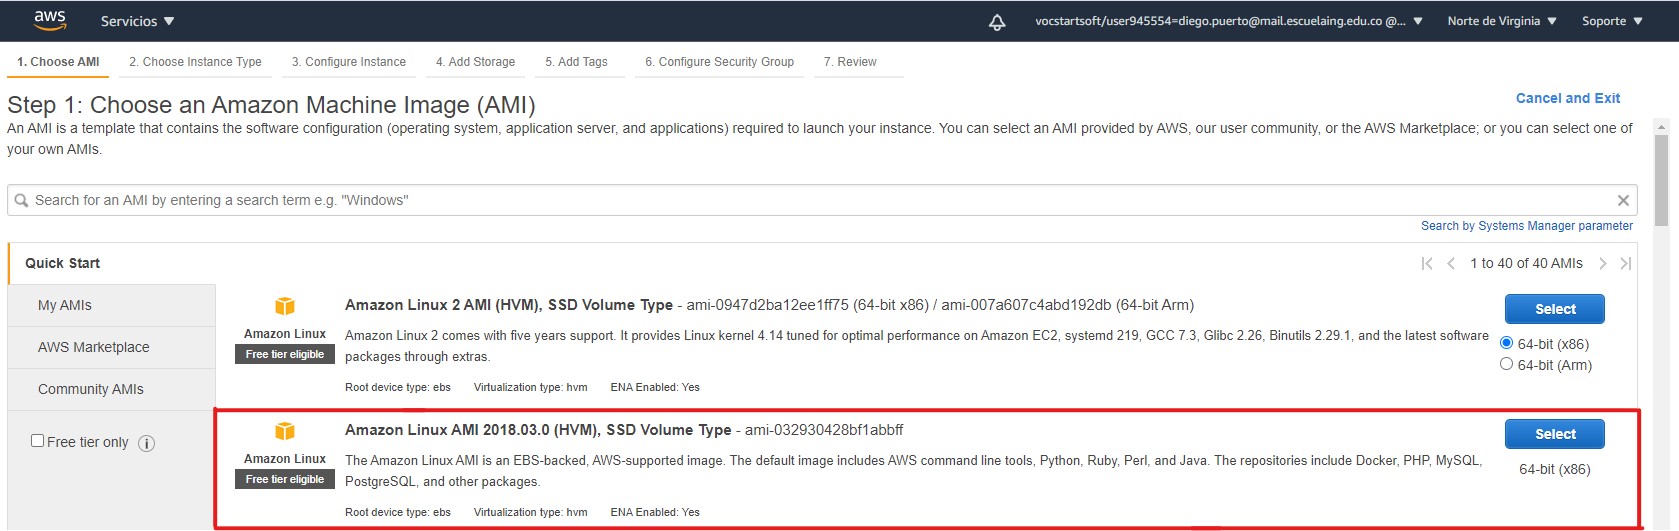 aws
Servicios
vocstartsoft/user945554=diego.puerto@mail.escuelaing.edu.co @...
Norte de Virginia
Soporte
1. Choose AMI
2. Choose Instance Type
3. Configure Instance
4. Add Storage
5. Add Tags
6. Configure Security Group
7. Review
Step 1: Choose an Amazon Machine Image (AMI)
Cancel and Exit
An AMI is a template that contains the software configuration (operating system, application server, and applications) required to launch your instance. You can select an AMI provided by AWS, our user community, or the AWS Marketplace; or you can select one of
your own AMIs.
Search for an AMI by entering a search term e.g. "Windows"
Search by Systems Manager parameter
Quick Start
1 to 40 of 40 AMIs
My AMIs
AWS Marketplace
Community AMIs
Free tier only
Amazon Linux
Free tier eligible
Amazon Linux 2 AMI (HVM), SSD Volume Type - ami-0947d2ba12ee1ff75 (64-bit x86) / ami-007a607c4abd192db (64-bit Arm)
Amazon Linux 2 comes with five years support. It provides Linux kernel 4.14 tuned for optimal performance on Amazon EC2, systemd 219, GCC 7.3, Glibc 2.26, Binutils 2.29.1, and the latest software
packages through extras.
Root device type: ebs Virtualization type: hvm ENA Enabled: Yes
Select
64-bit (x86)
64-bit (Arm)
Amazon Linux
Free tier eligible
Amazon Linux AMI 2018.03.0 (HVM), SSD Volume Type - ami-032930428bf1abbff
The Amazon Linux AMI is an EBS-backed, AWS-supported image. The default image includes AWS command line tools, Python, Ruby, Perl, and Java. The repositories include Docker, PHP, MySQL,
PostgreSQL, and other packages.
Root device type: ebs Virtualization type: hvm ENA Enabled: Yes
Select
64-bit (x86)